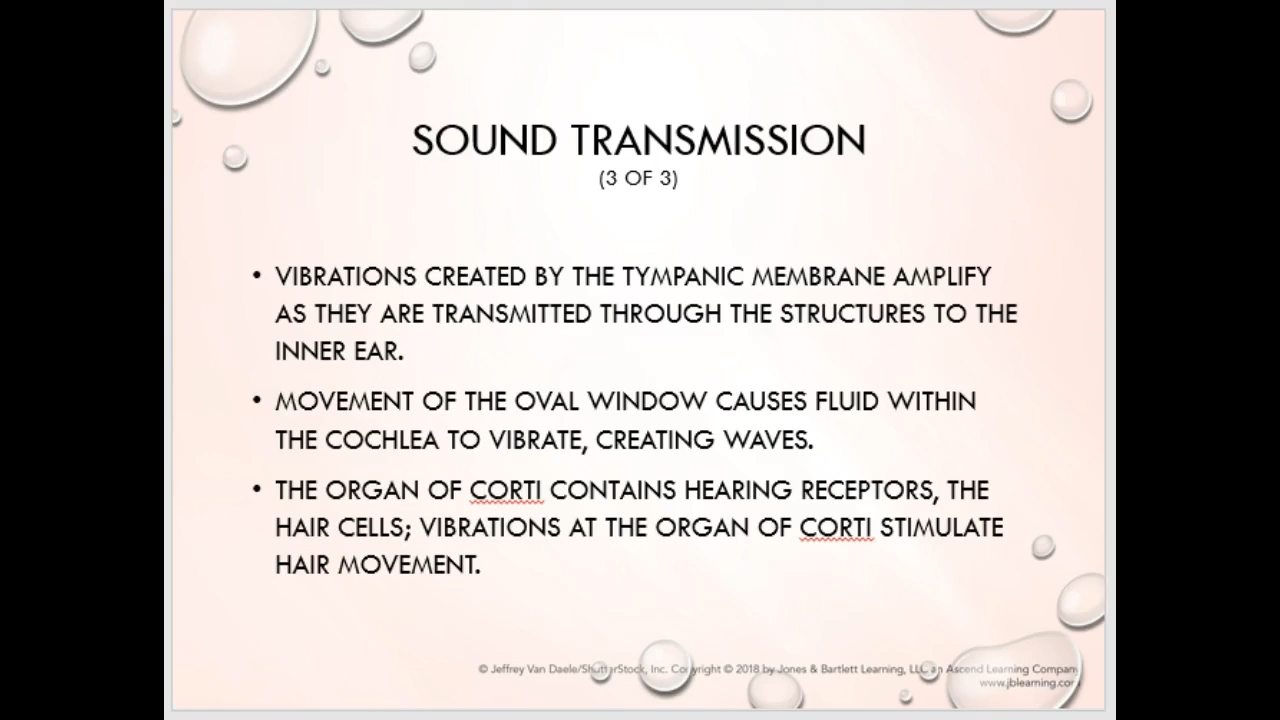 SOUND TRANSMISSION
(3 OF 3)
• VIBRATIONS CREATED BY THE TYMPANIC MEMBRANE AMPLIFY
AS THEY ARE TRANSMITTED THROUGH THE STRUCTURES TO THE
INNER EAR.
• MOVEMENT OF THE OVAL WINDOW CAUSES FLUID WITHIN
THE COCHLEA TO VIBRATE, CREATING WAVES.
• THE ORGAN OF CORTI CONTAINS HEARING RECEPTORS, THE
HAIR CELLS; VIBRATIONS AT THE ORGAN OF CORTI STIMULATE
HAIR MOVEMENT.
© Jeffrey Van Daele/ShutterStock, Inc. Copyright © 2018 by Jones & Bartlett Learning, LLC an Ascend Learning Company
www.jblearning.com